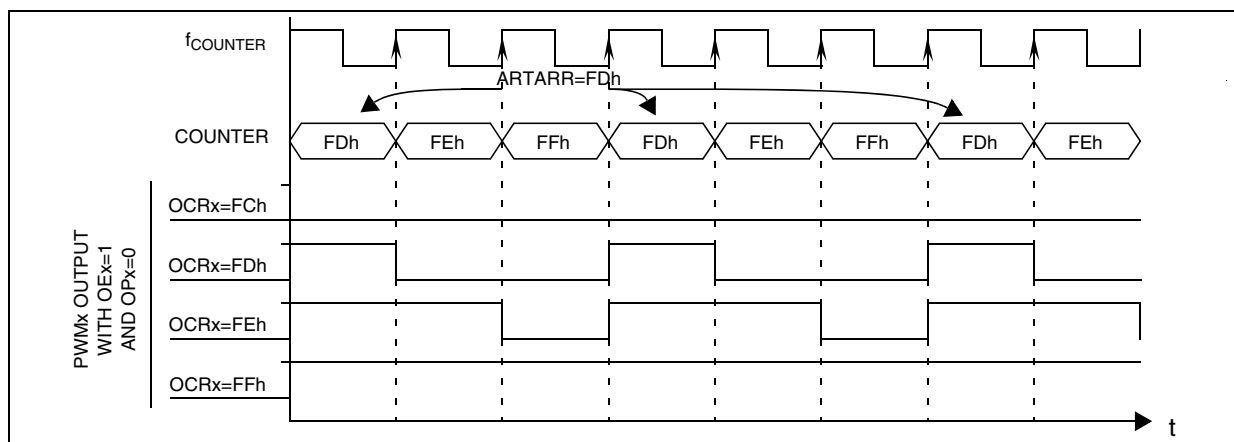 fCOUNTER
ARTARR=FDh
COUNTER
FDh FEh FFh FDh FEh FFh FDh FEh
PWMx OUTPUT
WITH OEx=1
AND OPx=0
OCRx=FCh
OCRx=FDh
OCRx=FEh
OCRx=FFh
t